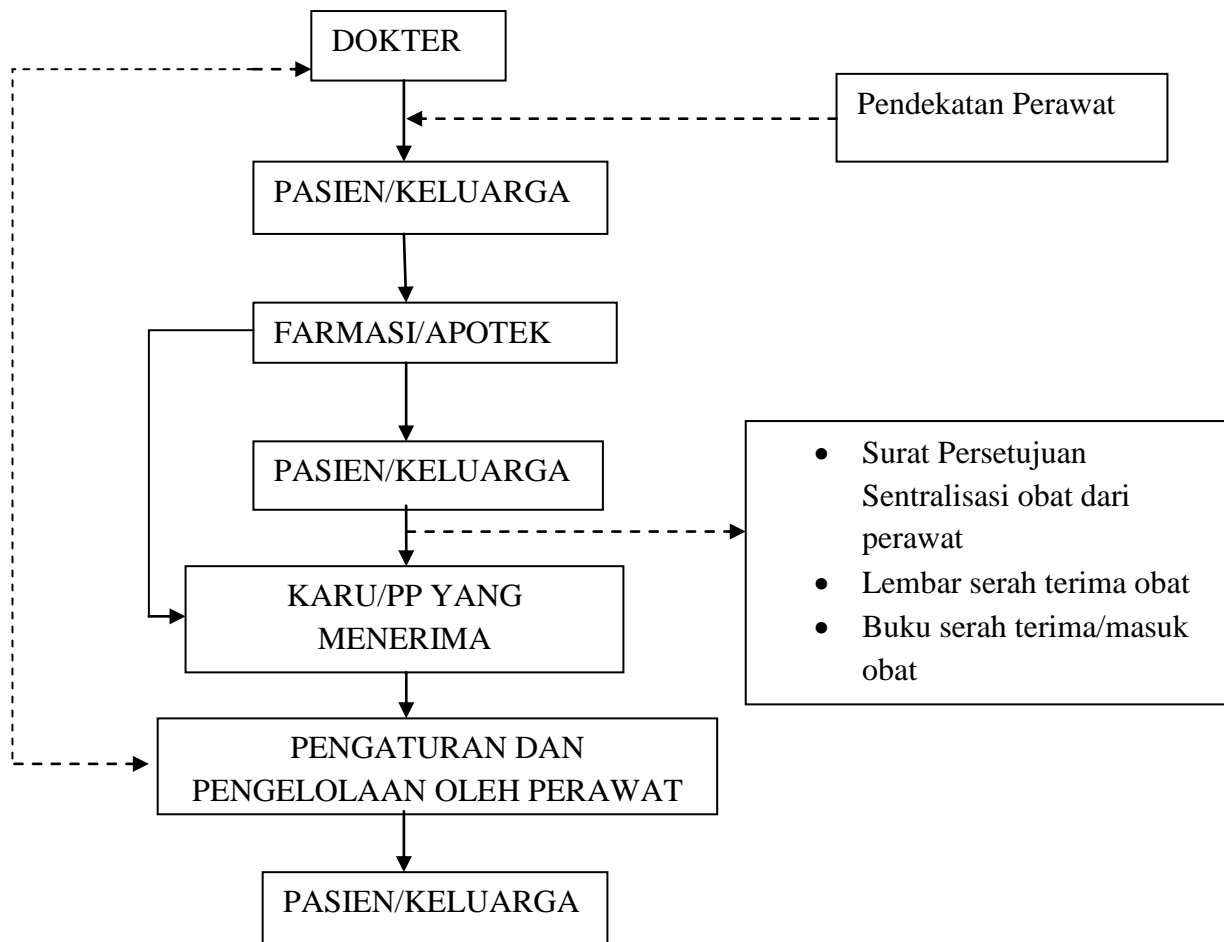 DOKTER
Pendekatan Perawat
PASIEN/KELUARGA
FARMASI/APOTEK
PASIEN/KELUARGA
• Surat Persetujuan
Sentralisasi obat dari
perawat
• Lembar serah terima obat
• Buku serah terima/masuk
obat
KARU/PP YANG
MENERIMA
PENGATURAN DAN
PENGELOLAAN OLEH PERAWAT
PASIEN/KELUARGA